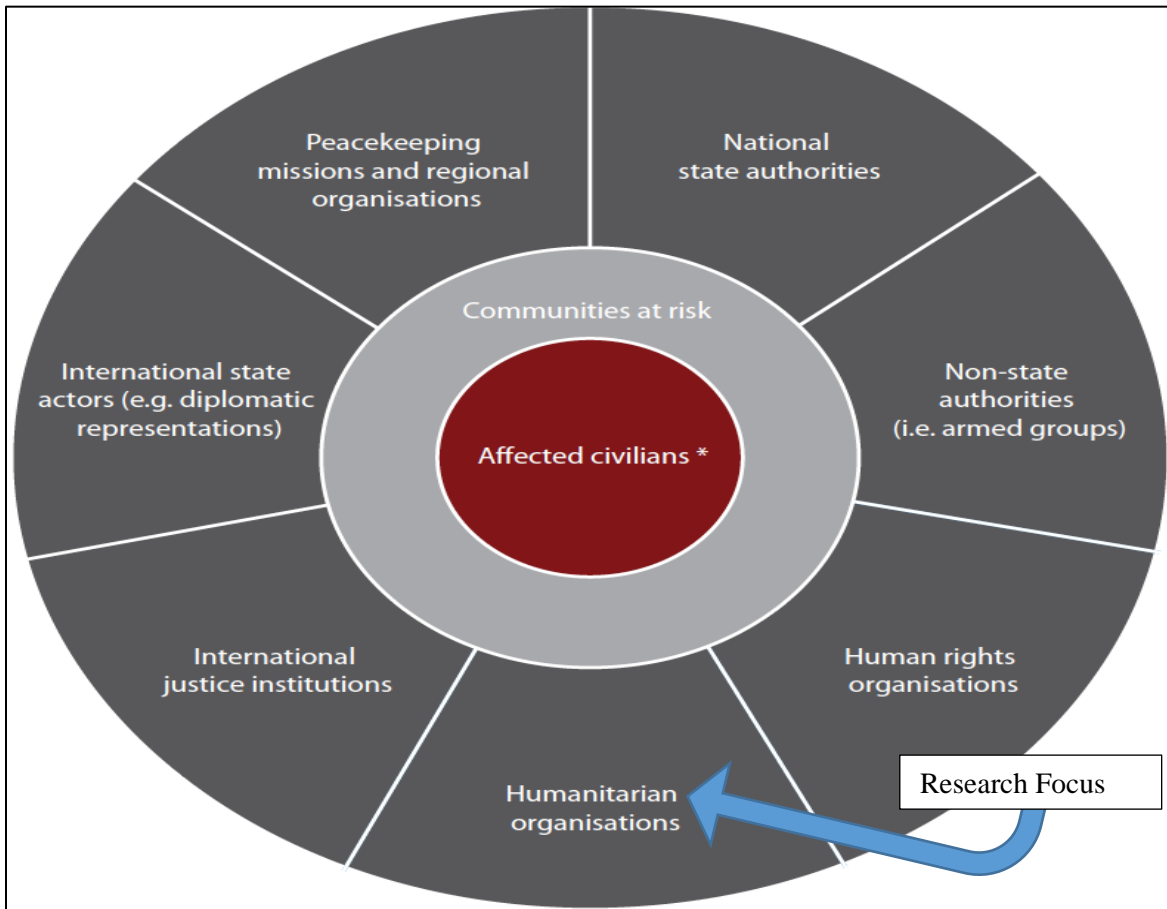 Peacekeeping
missions and regional
organisations
National
state authorities
Communities at risk
International state
actors (e.g. diplomatic
representations)
Affected civilians *
Non-state
authorities
(i.e. armed groups)
International
justice institutions
Human rights
organisations
Humanitarian
organisations
Research Focus